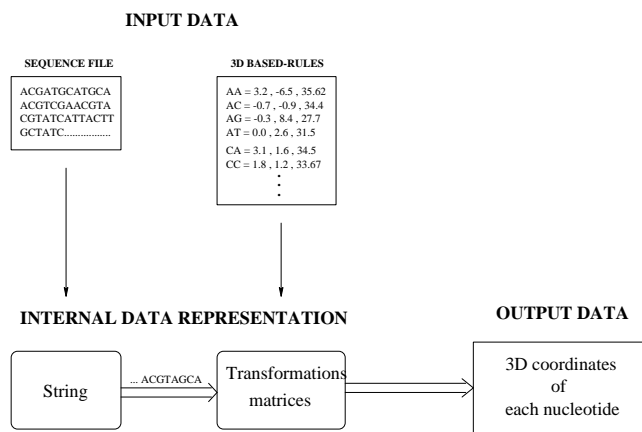 INPUT DATA
SEQUENCE FILE
ACGATGCATGCA
ACGTCGAACGTA
CGTATCATTACTT
GCTATC.................
3D BASED-RULES
AA = 3.2 , -6.5, 35.62
AC = -0.7 , -0.9, 34.4
AG = -0.3, 8.4, 27.7
AT = 0.0, 2.6, 31.5
CA = 3.1, 1.6, 34.5
CC = 1.8, 1.2, 33.67
INTERNAL DATA REPRESENTATION
String
... ACGTAGCA
Transformations
matrices
OUTPUT DATA
3D coordinates
of
each nucleotide